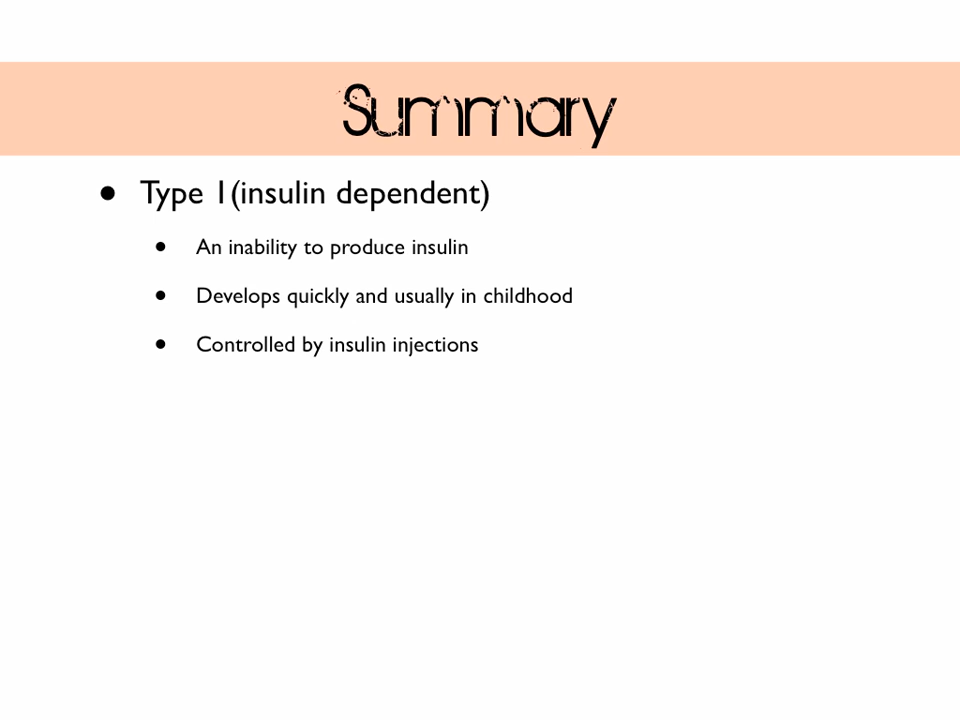 Summary
• Type 1(insulin dependent)
• An inability to produce insulin
• Develops quickly and usually in childhood
• Controlled by insulin injections